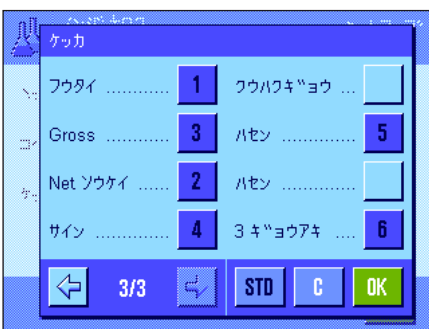 ケッカ
フウタイ ............ 1 クウハクギョウ ...
Gross ............ 3 ハセン ............. 5
Net ソウケイ ...... 2 ハセン .............
サイン .............. 4 3 ギョウアキ .... 6
3/3 STD C OK